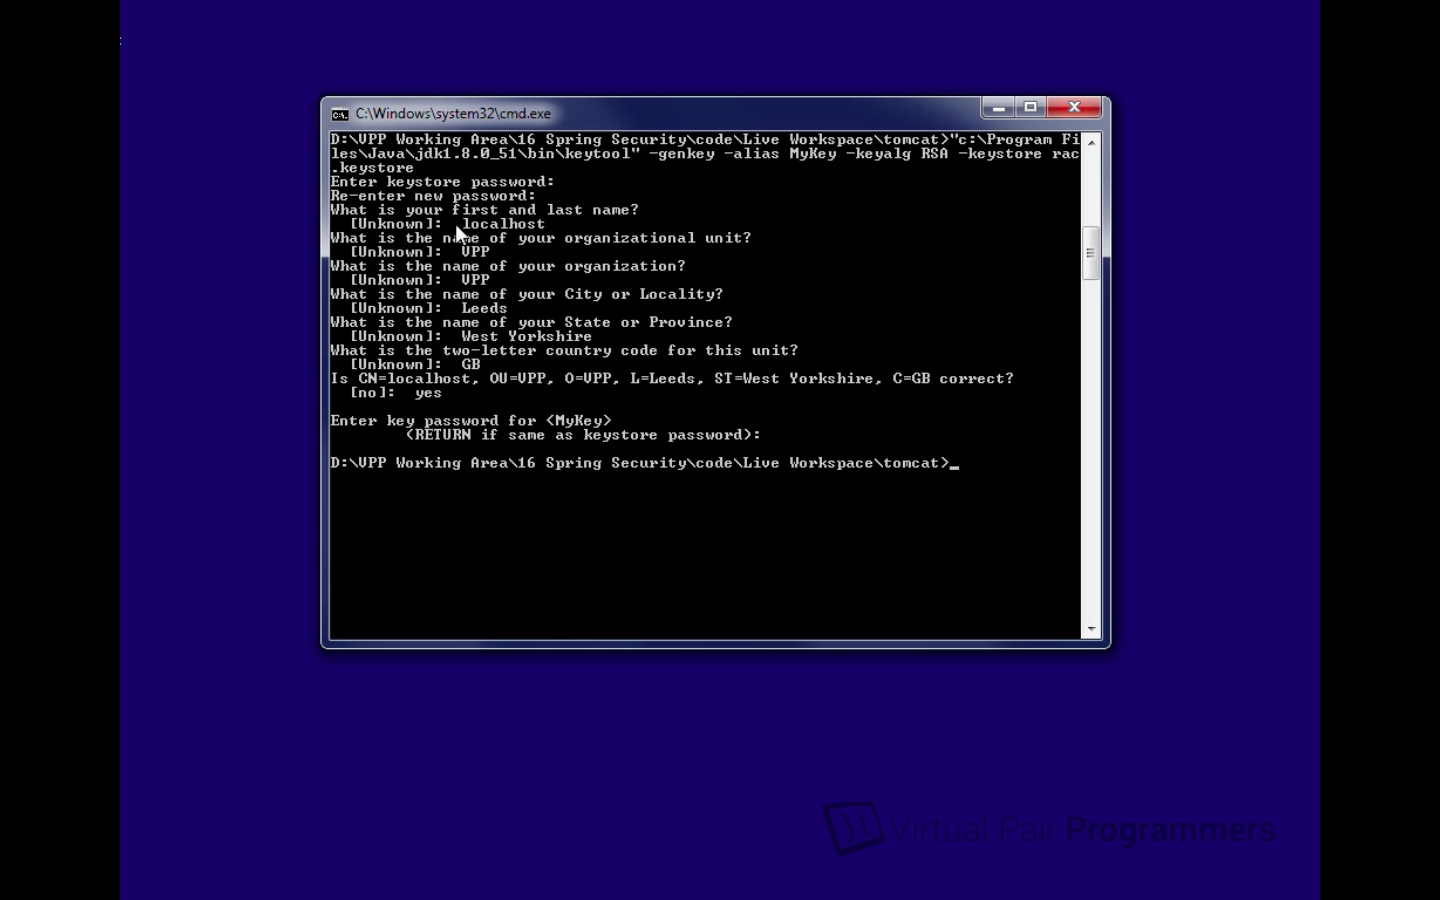 C:\Windows\system32\cmd.exe
D:\VPP Working Area\16 Spring Security\code\Live Workspace\tomcat>"c:\Program Fi
les\Java\jdk1.8.0_51\bin\keytool" -genkey -alias MyKey -keyalg RSA -keystore rac
.keystore
Enter keystore password:
Re-enter new password:
What is your first and last name?
[Unknown]: localhost
What is the name of your organizational unit?
[Unknown]: VPP
What is the name of your organization?
[Unknown]: VPP
What is the name of your City or Locality?
[Unknown]: Leeds
What is the name of your State or Province?
[Unknown]: West Yorkshire
What is the two-letter country code for this unit?
[Unknown]: GB
Is CN=localhost, OU=VPP, O=VPP, L=Leeds, ST=West Yorkshire, C=GB correct?
[no]: yes
Enter key password for <MyKey>
(RETURN if same as keystore password):
D:\VPP Working Area\16 Spring Security\code\Live Workspace\tomcat>_
Virtual Pair Programmers